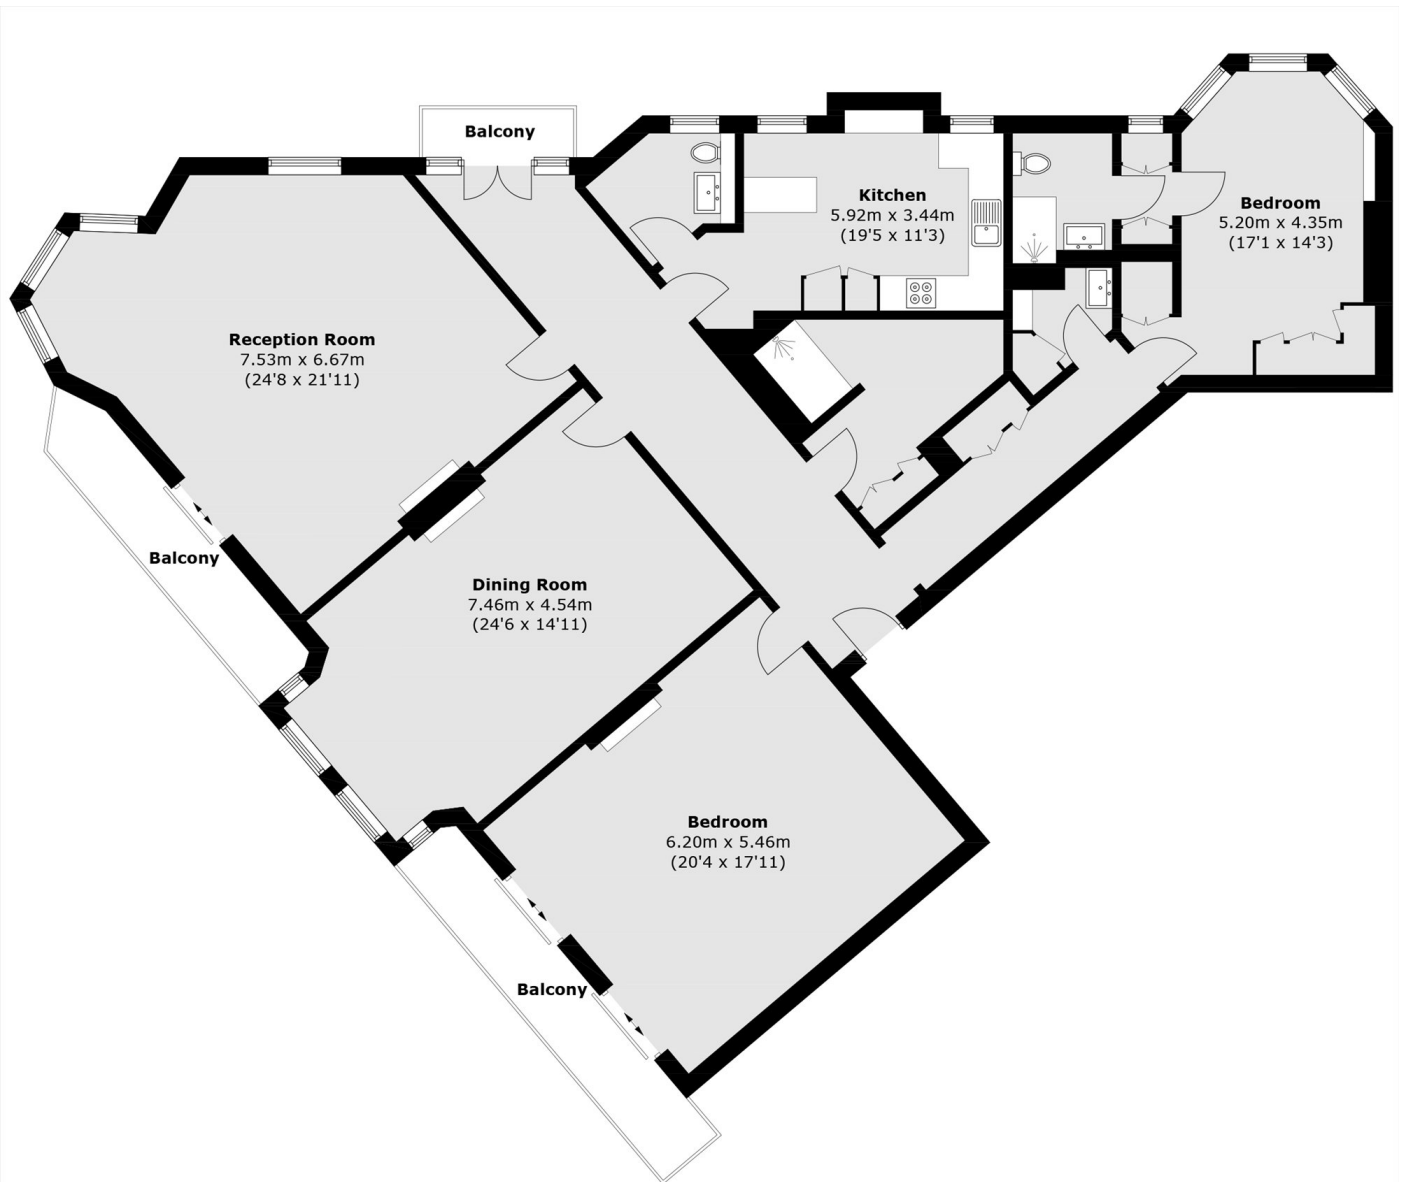 Balcony
Kitchen
5.92m x 3.44m
(19'5 x 11'3)
Bedroom
5.20m x 4.35m
(17'1 x 14'3)
Reception Room
7.53m x 6.67m
(24'8 x 21'11)
Balcony
Dining Room
7.46m x 4.54m
(24'6 x 14'11)
Bedroom
6.20m x 5.46m
(20'4 x 17'11)
Balcony